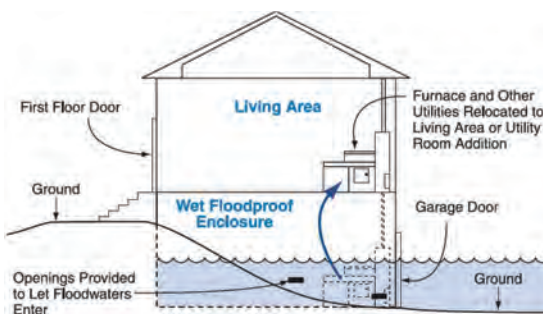 First Floor Door
Living Area
Furnace and Other
Utilities Relocated to
Living Area or Utility
Room Addition
Ground
Wet Floodproof
Enclosure
Garage Door
Openings Provided
to Let Floodwaters
Enter
Ground